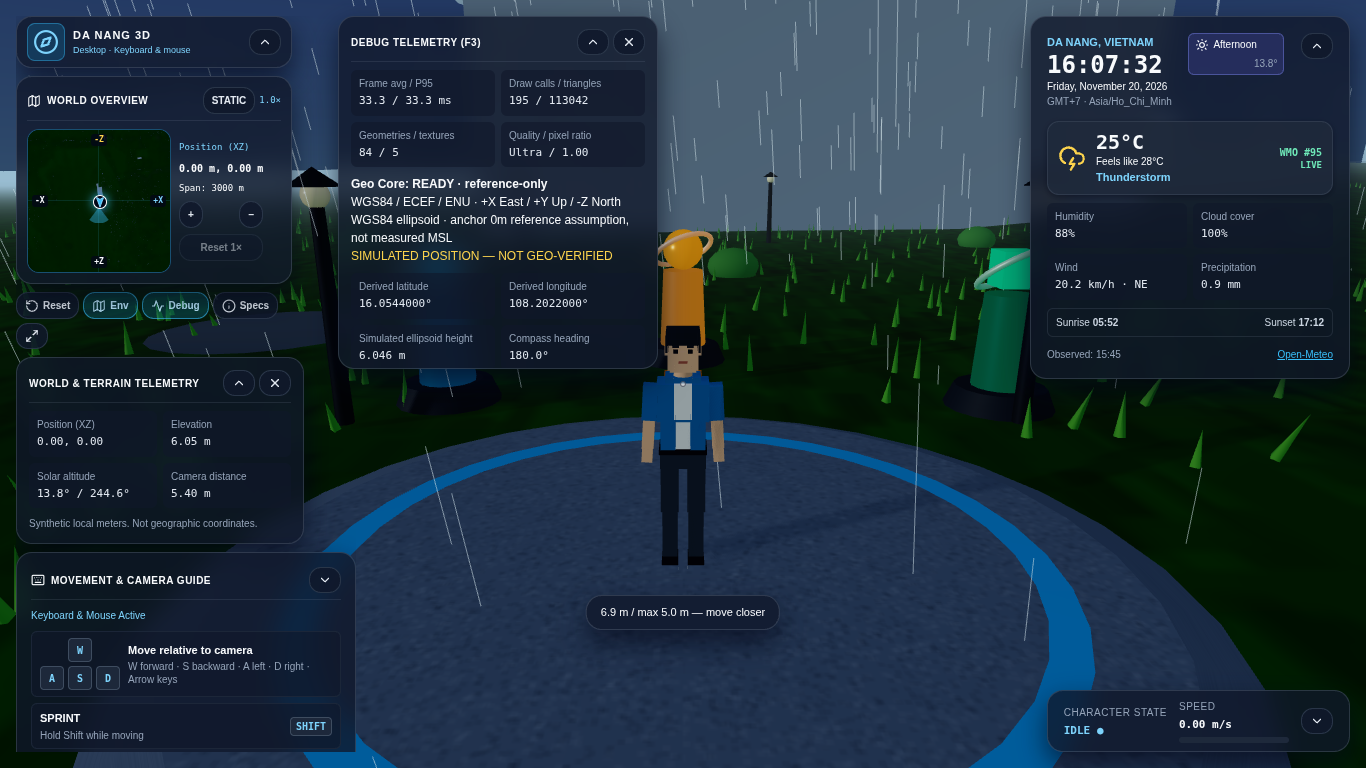 DA NANG 3D
Desktop · Keyboard & mouse
WORLD OVERVIEW
STATIC
1.0×
-Z
-X
+X
+Z
Position (XZ)
0.00 m, 0.00 m
Span: 3000 m
+
−
Reset 1×
Reset
Env
Debug
Specs
WORLD & TERRAIN TELEMETRY
Position (XZ)
0.00, 0.00
Elevation
6.05 m
Solar altitude
13.8° / 244.6°
Camera distance
5.40 m
Synthetic local meters. Not geographic coordinates.
MOVEMENT & CAMERA GUIDE
Keyboard & Mouse Active
W
A S D
Move relative to camera
W forward · S backward · A left · D right ·
Arrow keys
SPRINT
Hold Shift while moving
SHIFT
DEBUG TELEMETRY (F3)
Frame avg / P95
33.3 / 33.3 ms
Draw calls / triangles
195 / 113042
Geometries / textures
84 / 5
Quality / pixel ratio
Ultra / 1.00
Geo Core: READY · reference-only
WGS84 / ECEF / ENU · +X East / +Y Up / -Z North
WGS84 ellipsoid · anchor 0m reference assumption,
not measured MSL
SIMULATED POSITION — NOT GEO-VERIFIED
Derived latitude
16.0544000°
Derived longitude
108.2022000°
Simulated ellipsoid height
6.046 m
Compass heading
180.0°
6.9 m / max 5.0 m — move closer
DA NANG, VIETNAM
16:07:32
Friday, November 20, 2026
GMT+7 · Asia/Ho_Chi_Minh
Afternoon
13.8°
25°C
Feels like 28°C
Thunderstorm
WMO #95
LIVE
Humidity
88%
Cloud cover
100%
Wind
20.2 km/h · NE
Precipitation
0.9 mm
Sunrise 05:52
Sunset 17:12
Observed: 15:45
Open-Meteo
CHARACTER STATE
IDLE
SPEED
0.00 m/s